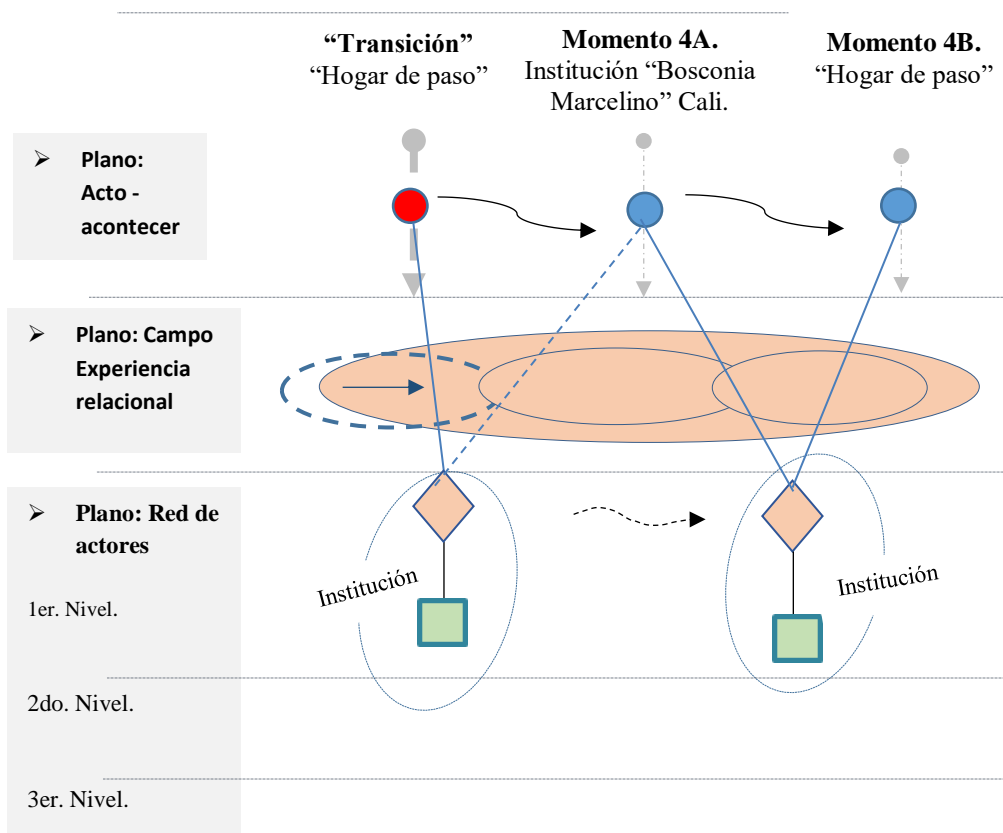 “Transición”
“Hogar de paso”
Momento 4A.
Institución “Bosconia
Marcelino” Cali.
Momento 4B.
“Hogar de paso”
➢ Plano:
Acto -
acontecer
➢ Plano: Campo
Experiencia
relacional
➢ Plano: Red de
actores
Institución
Institución
1er. Nivel.
2do. Nivel.
3er. Nivel.